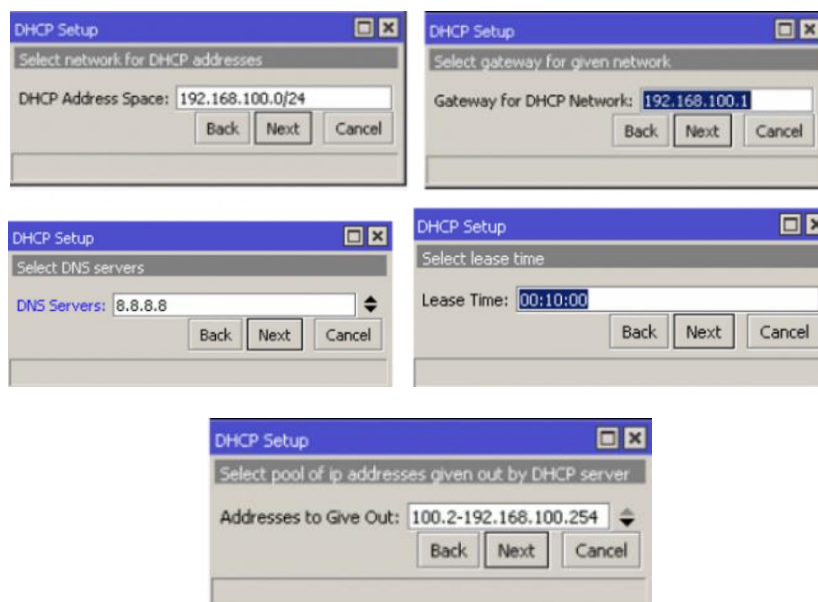 DHCP Setup
Select network for DHCP addresses
DHCP Address Space: 192.168.100.0/24
Back Next Cancel
DHCP Setup
Select gateway for given network
Gateway for DHCP Network: 192.168.100.1
Back Next Cancel
DHCP Setup
Select DNS servers
DNS Servers: 8.8.8.8
Back Next Cancel
DHCP Setup
Select lease time
Lease Time: 00:10:00
Back Next Cancel
DHCP Setup
Select pool of ip addresses given out by DHCP server
Addresses to Give Out: 100.2-192.168.100.254
Back Next Cancel